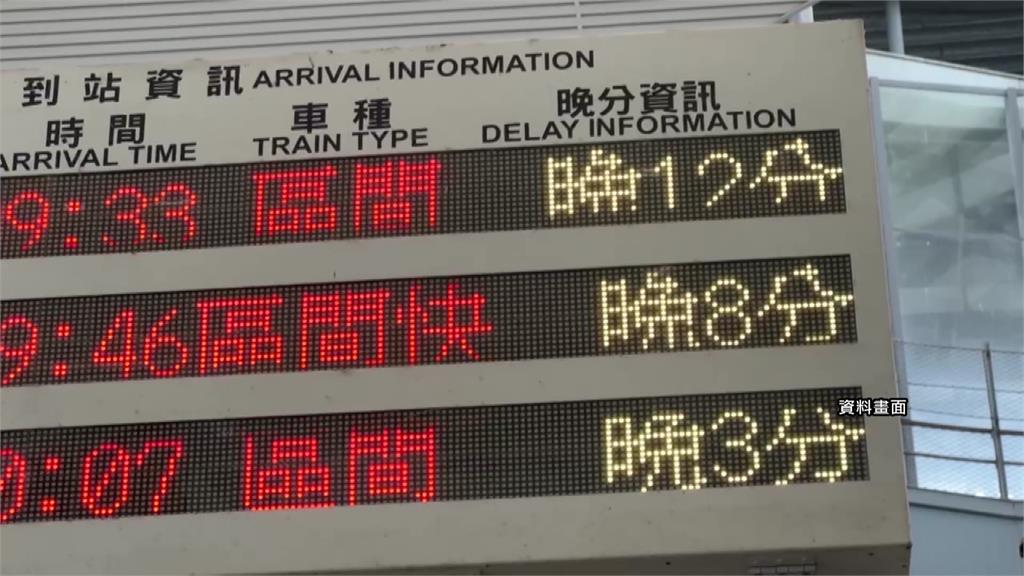 到站資訊 ARRIVAL INFORMATION
時間 車種 晚分資訊
ARRIVAL TIME TRAIN TYPE DELAY INFORMATION
9:33 區間 晚12分
9:46 區間快 晚8分
0:07 區間 晚3分
資料畫面